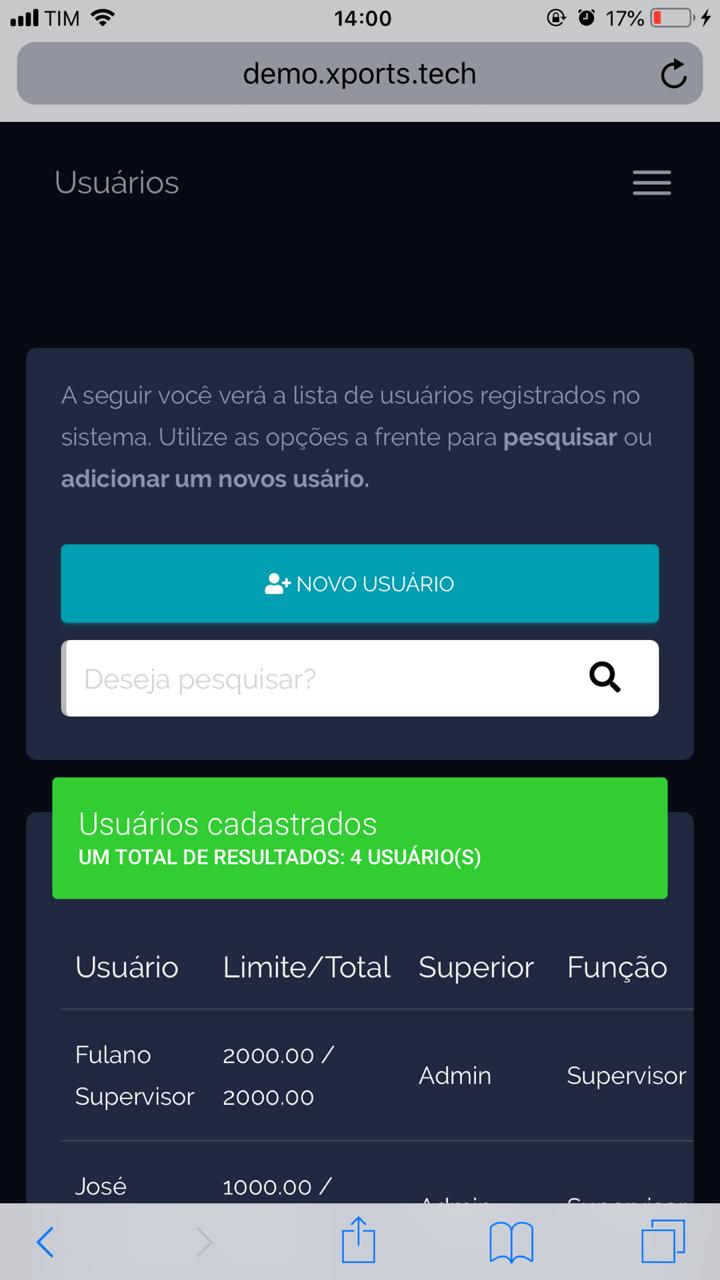 TIM 14:00 17%
demo.xports.tech
Usuários
A seguir você verá a lista de usuários registrados no
sistema. Utilize as opções a frente para pesquisar ou
adicionar um novos usário.
NOVO USUÁRIO
Deseja pesquisar?
Usuários cadastrados
UM TOTAL DE RESULTADOS: 4 USUÁRIO(S)
Usuário Limite/Total Superior Função
Fulano Supervisor 2000.00 / 2000.00 Admin Supervisor
José 1000.00 / Admin Supervisor